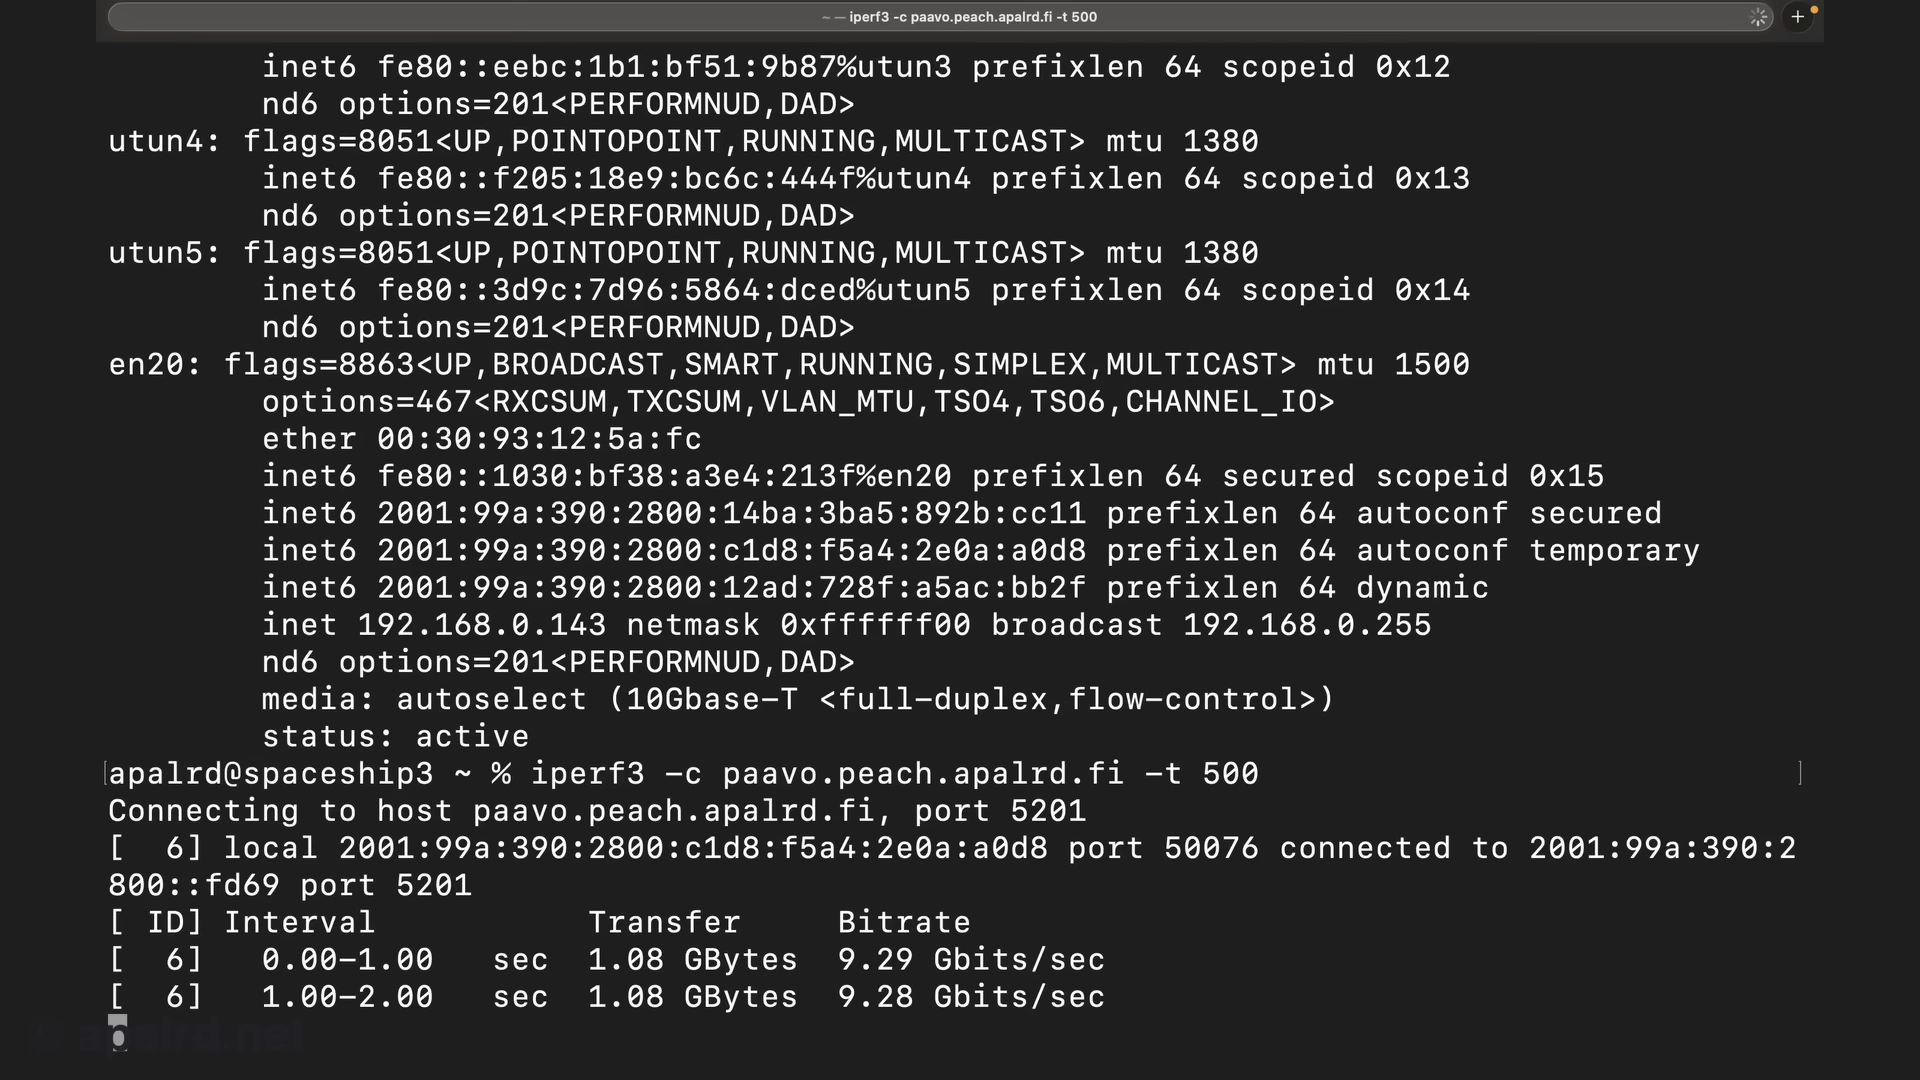 ~ — iperf3 -c paavo.peach.apalrd.fi -t 500
inet6 fe80::eebc:1b1:bf51:9b87%utun3 prefixlen 64 scopeid 0x12
nd6 options=201<PERFORMNUD,DAD>
utun4: flags=8051<UP,POINTOPOINT,RUNNING,MULTICAST> mtu 1380
inet6 fe80::f205:18e9:bc6c:444f%utun4 prefixlen 64 scopeid 0x13
nd6 options=201<PERFORMNUD,DAD>
utun5: flags=8051<UP,POINTOPOINT,RUNNING,MULTICAST> mtu 1380
inet6 fe80::3d9c:7d96:5864:dced%utun5 prefixlen 64 scopeid 0x14
nd6 options=201<PERFORMNUD,DAD>
en20: flags=8863<UP,BROADCAST,SMART,RUNNING,SIMPLEX,MULTICAST> mtu 1500
options=467<RXCSUM,TXCSUM,VLAN_MTU,TSO4,TSO6,CHANNEL_IO>
ether 00:30:93:12:5a:fc
inet6 fe80::1030:bf38:a3e4:213f%en20 prefixlen 64 secured scopeid 0x15
inet6 2001:99a:390:2800:14ba:3ba5:892b:cc11 prefixlen 64 autoconf secured
inet6 2001:99a:390:2800:c1d8:f5a4:2e0a:a0d8 prefixlen 64 autoconf temporary
inet6 2001:99a:390:2800:12ad:728f:a5ac:bb2f prefixlen 64 dynamic
inet 192.168.0.143 netmask 0xffffff00 broadcast 192.168.0.255
nd6 options=201<PERFORMNUD,DAD>
media: autoselect (10Gbase-T <full-duplex,flow-control>)
status: active
[apalrd@spaceship3 ~ % iperf3 -c paavo.peach.apalrd.fi -t 500 ]
Connecting to host paavo.peach.apalrd.fi, port 5201
[  6] local 2001:99a:390:2800:c1d8:f5a4:2e0a:a0d8 port 50076 connected to 2001:99a:390:2
800::fd69 port 5201
[ ID] Interval           Transfer     Bitrate
[  6]   0.00-1.00   sec  1.08 GBytes  9.29 Gbits/sec
[  6]   1.00-2.00   sec  1.08 GBytes  9.28 Gbits/sec
© apalrd.net